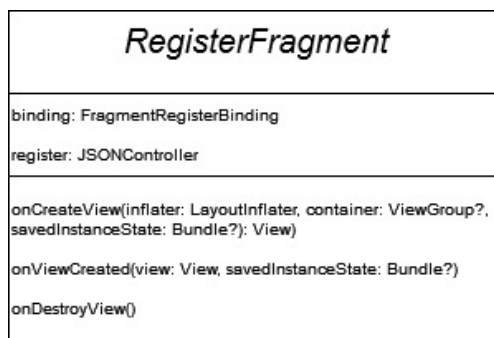 RegisterFragment
binding: FragmentRegisterBinding
register: JSONController
onCreateView(inflater: LayoutInflater, container: ViewGroup?,
savedInstanceState: Bundle?): View)
onViewCreated(view: View, savedInstanceState: Bundle?)
onDestroyView()